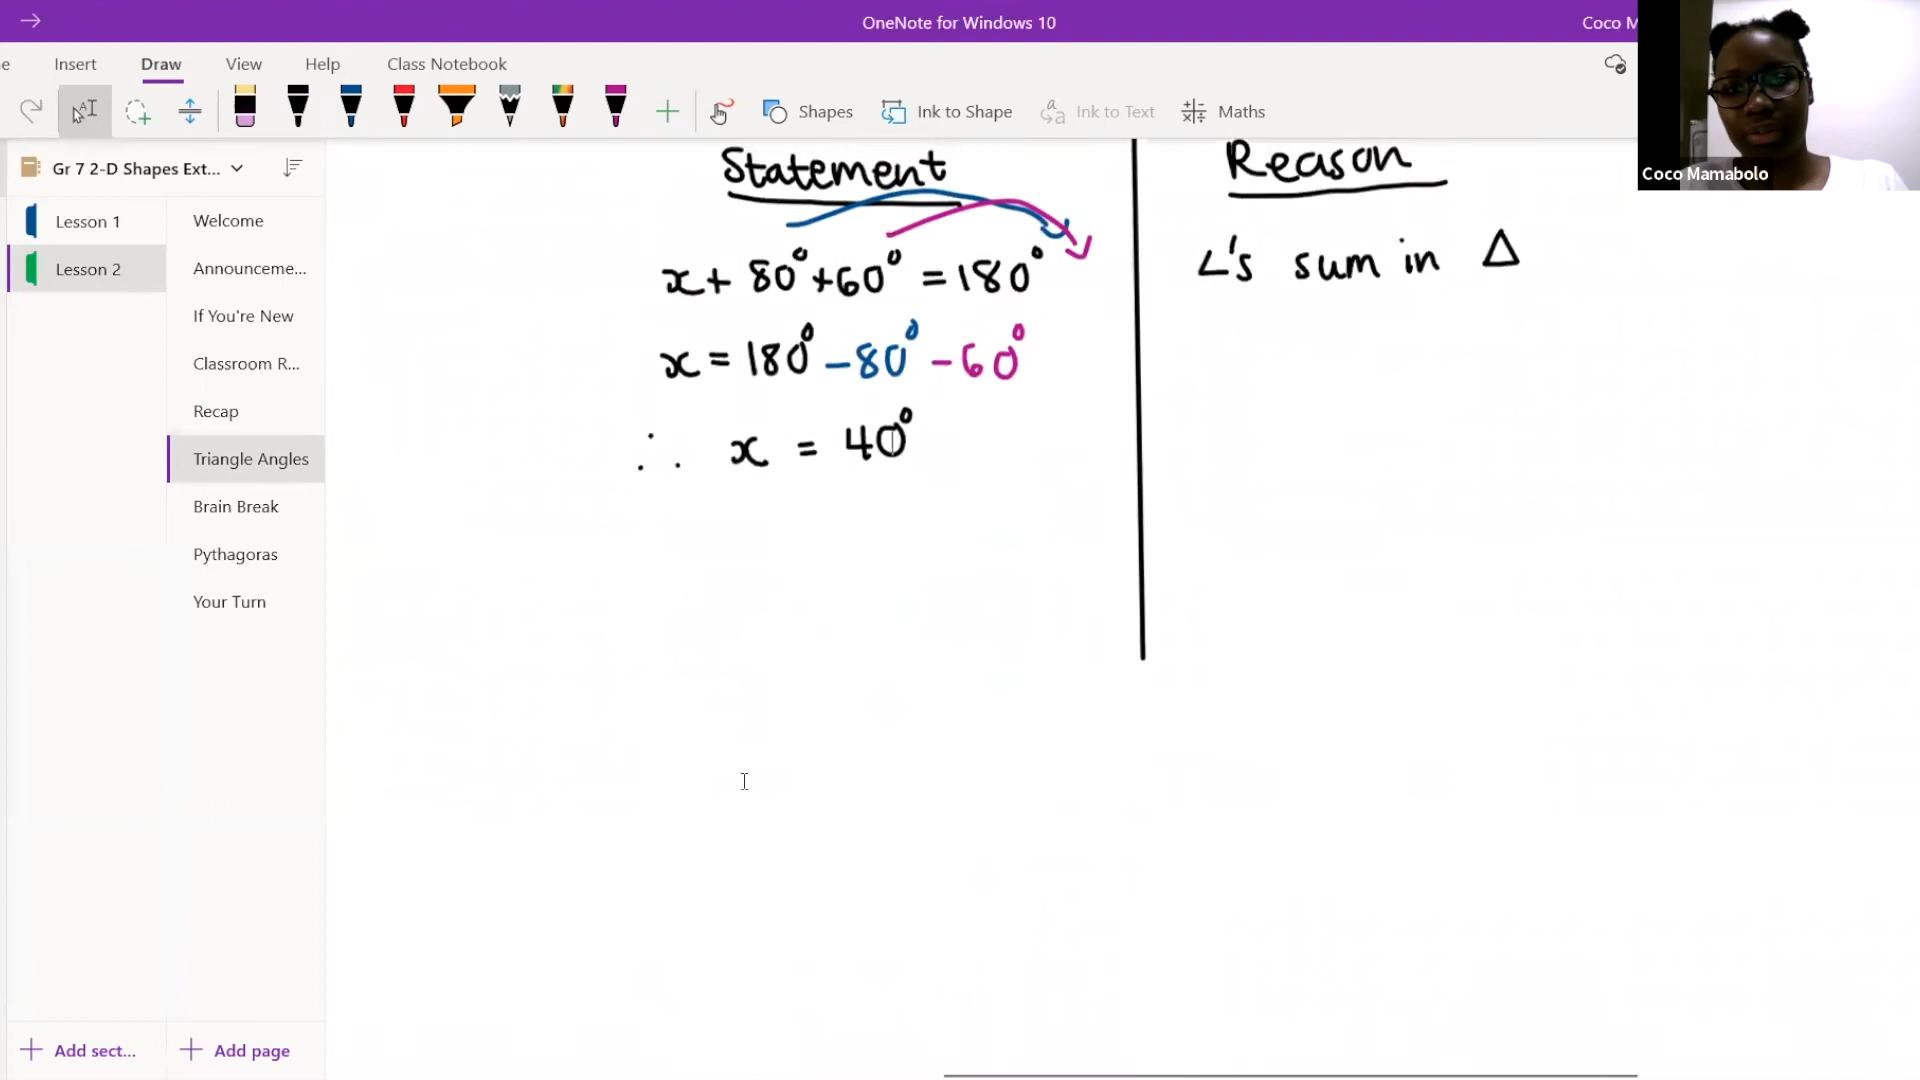 OneNote for Windows 10
Coco M
e
Insert
Draw
View
Help
Class Notebook
Shapes
Ink to Shape
Ink to Text
Maths
Coco Mamabolo
Gr 7 2-D Shapes Ext...
Lesson 1
Lesson 2
Welcome
Announceme...
If You're New
Classroom R...
Recap
Triangle Angles
Brain Break
Pythagoras
Your Turn
Add sect...
Add page
Statement
x + 80° + 60° = 180°
x = 180° - 80° - 60°
∴ x = 40°
Reason
∠'s sum in Δ